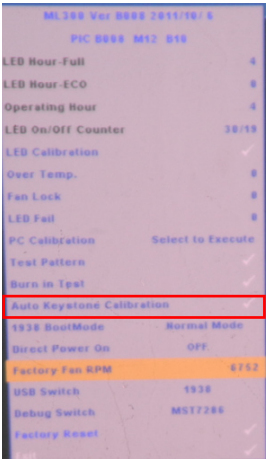 ML300 Ver B008 2011/10/ 6
PIC B008 M12 B10
LED Hour-Full 4
LED Hour-ECO 0
Operating Hour 4
LED On/Off Counter 30/19
LED Calibration
Over Temp. 0
Fan Lock 0
LED Fail 0
PC Calibration Select to Execute
Test Pattern
Burn in Test
Auto Keystone Calibration
1938 BootMode Normal Mode
Direct Power On OFF
Factory Fan RPM 6752
USB Switch 1938
Debug Switch MST7286
Factory Reset
Exit